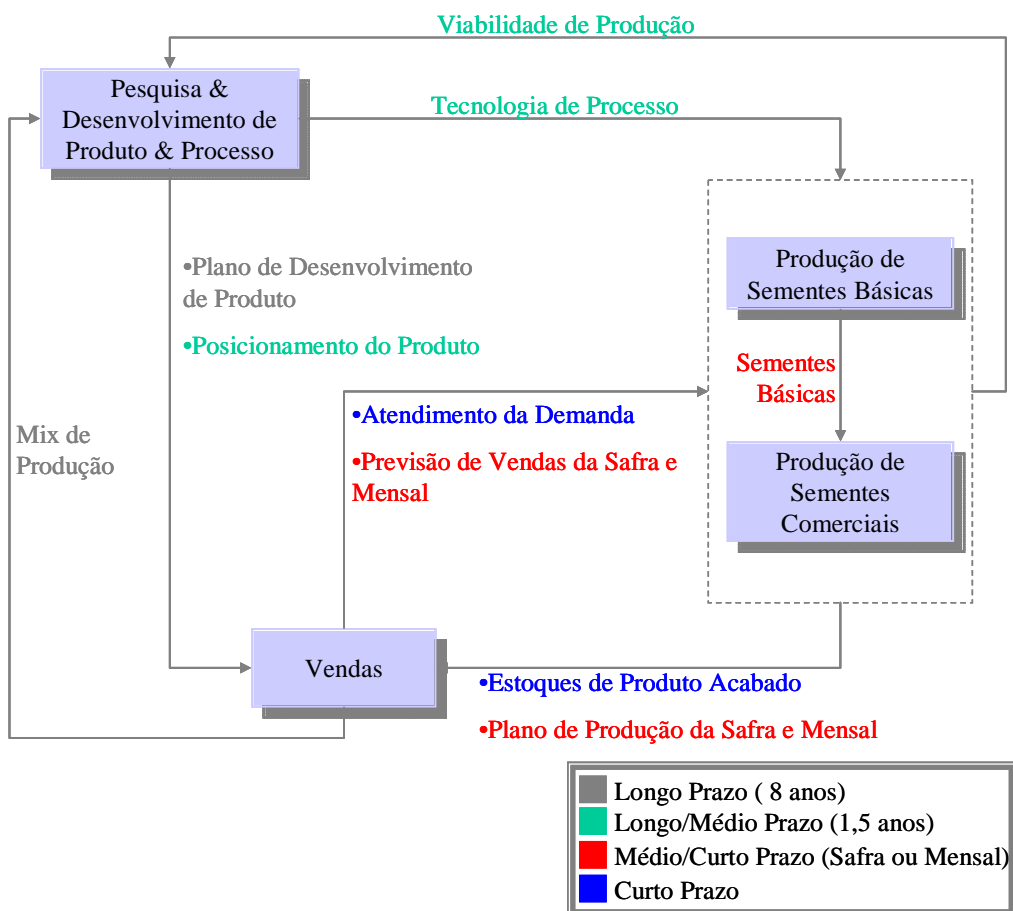 Viabilidade de Produção
Pesquisa &
Desenvolvimento de
Produto & Processo
Tecnologia de Processo
•Plano de Desenvolvimento
de Produto
•Posicionamento do Produto
Produção de
Sementes Básicas
Sementes
Básicas
•Atendimento da Demanda
•Previsão de Vendas da Safra e
Mensal
Mix de
Produção
Produção de
Sementes
Comerciais
Vendas
•Estoques de Produto Acabado
•Plano de Produção da Safra e Mensal
Longo Prazo ( 8 anos)
Longo/Médio Prazo (1,5 anos)
Médio/Curto Prazo (Safra ou Mensal)
Curto Prazo